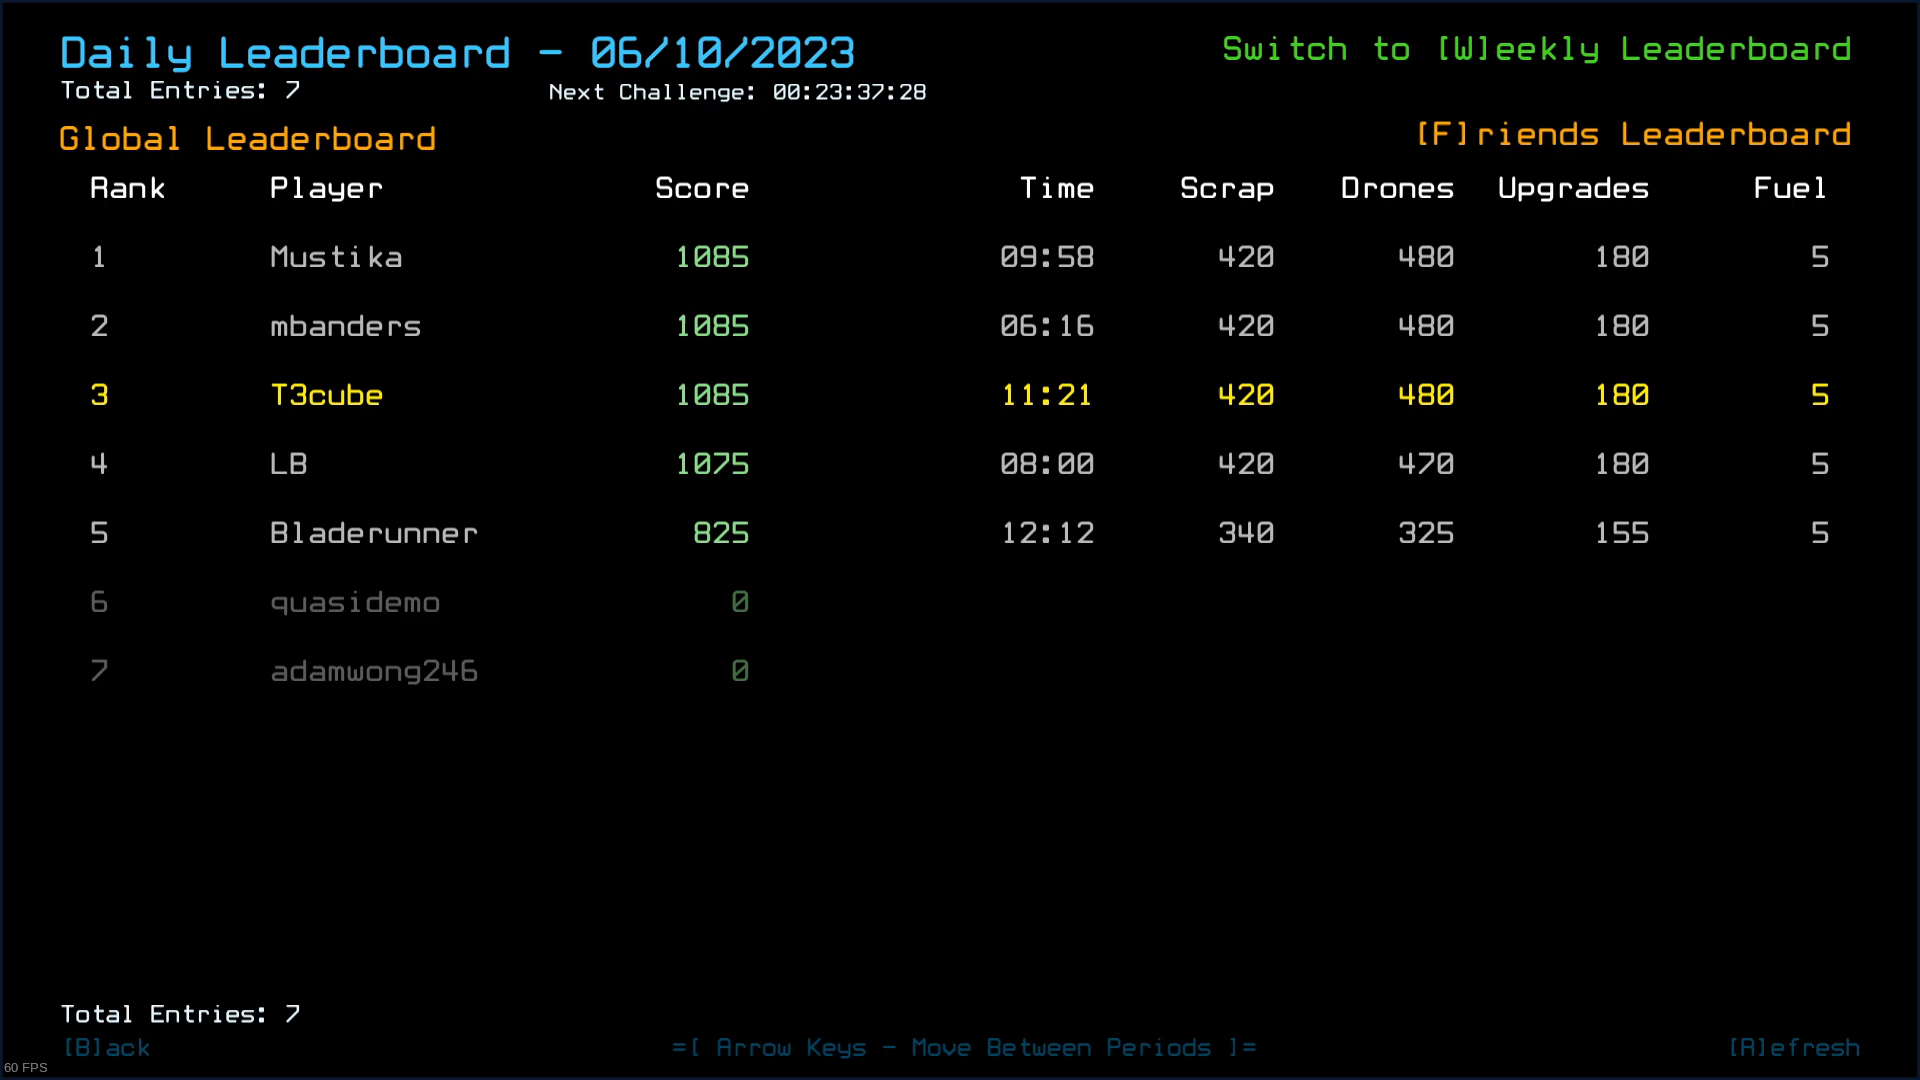 Daily Leaderboard - 06/10/2023 Switch to [W]eekly Leaderboard
Total Entries: 7 Next Challenge: 00:23:37:28
Global Leaderboard [F]riends Leaderboard
Rank Player Score Time Scrap Drones Upgrades Fuel
1 Mustika 1085 09:58 420 480 180 5
2 mbanders 1085 06:16 420 480 180 5
3 T3cube 1085 11:21 420 480 180 5
4 LB 1075 08:00 420 470 180 5
5 Bladerunner 825 12:12 340 325 155 5
6 quasidemo 0
7 adamwong246 0
Total Entries: 7
[B]ack =[ Arrow Keys - Move Between Periods ]= [R]efresh
60 FPS